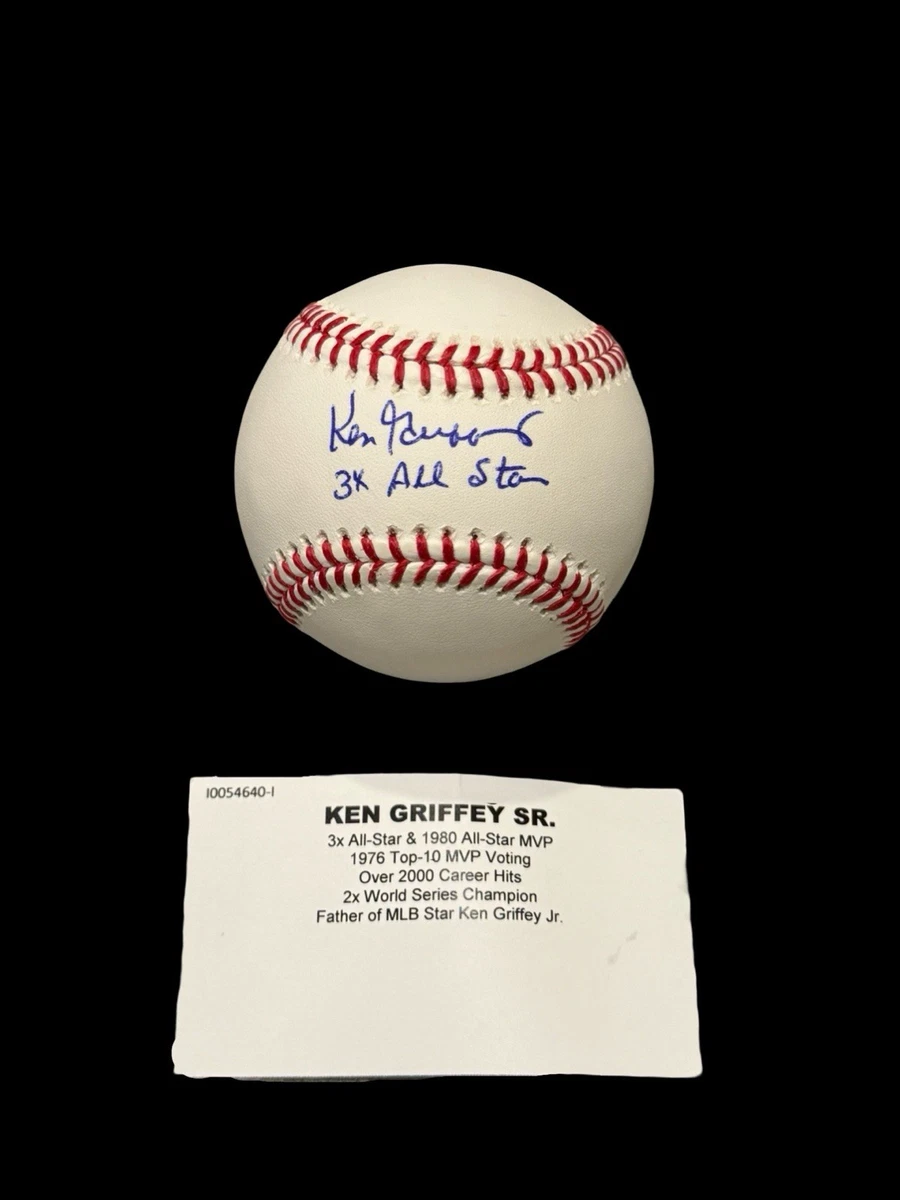 Ken Griffey
3x All Star
I0054640-I
KEN GRIFFEY SR.
3x All-Star & 1980 All-Star MVP
1976 Top-10 MVP Voting
Over 2000 Career Hits
2x World Series Champion
Father of MLB Star Ken Griffey Jr.